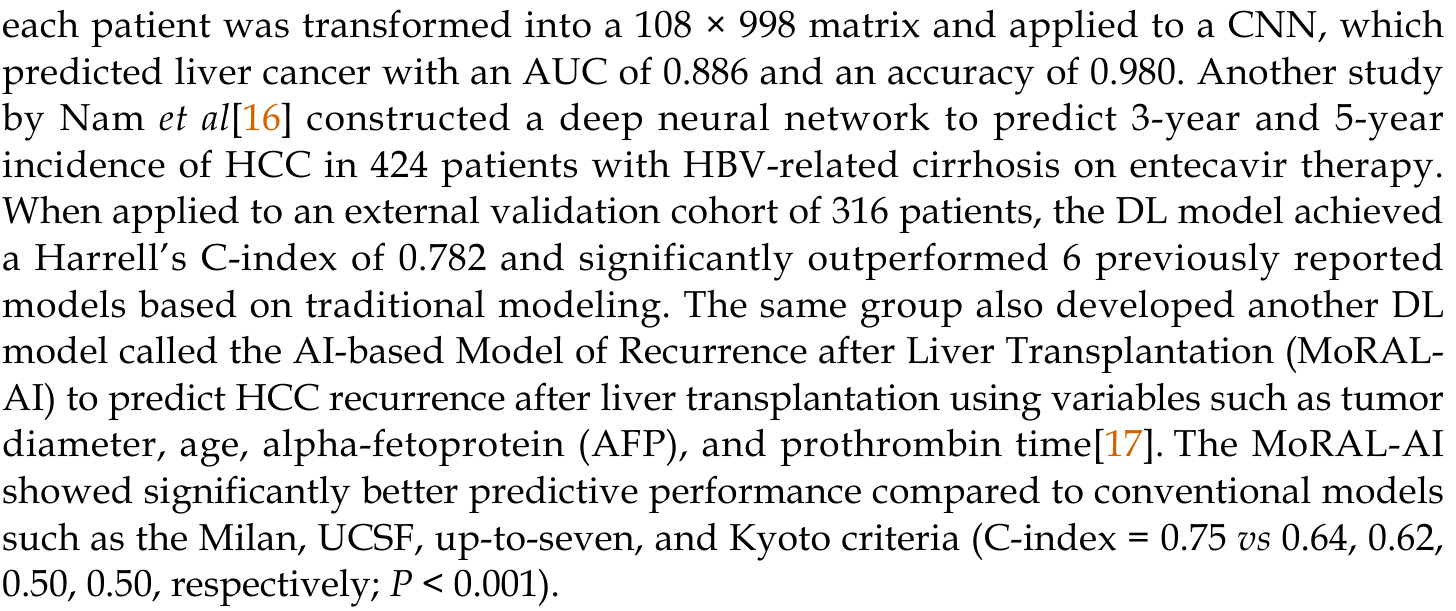 each patient was transformed into a 108 × 998 matrix and applied to a CNN, which
predicted liver cancer with an AUC of 0.886 and an accuracy of 0.980. Another study
by Nam et al[16] constructed a deep neural network to predict 3-year and 5-year
incidence of HCC in 424 patients with HBV-related cirrhosis on entecavir therapy.
When applied to an external validation cohort of 316 patients, the DL model achieved
a Harrell’s C-index of 0.782 and significantly outperformed 6 previously reported
models based on traditional modeling. The same group also developed another DL
model called the AI-based Model of Recurrence after Liver Transplantation (MoRAL-
AI) to predict HCC recurrence after liver transplantation using variables such as tumor
diameter, age, alpha-fetoprotein (AFP), and prothrombin time[17]. The MoRAL-AI
showed significantly better predictive performance compared to conventional models
such as the Milan, UCSF, up-to-seven, and Kyoto criteria (C-index = 0.75 vs 0.64, 0.62,
0.50, 0.50, respectively; P < 0.001).